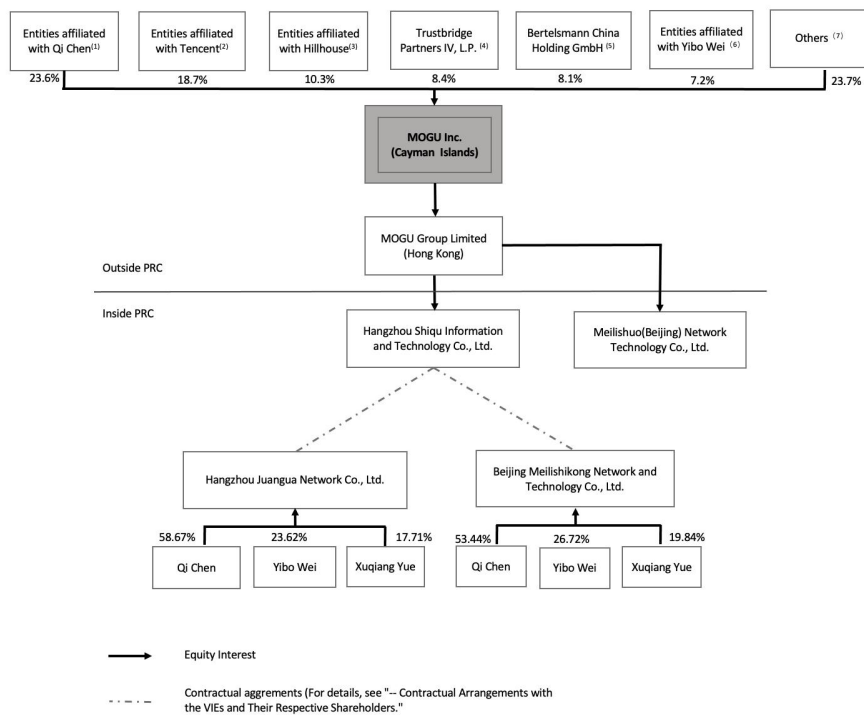 Entities affiliated
with Qi Chen(1)
Entities affiliated
with Tencent(2)
Entities affiliated
with Hillhouse(3)
Trustbridge
Partners IV, L.P. (4)
Bertelsmann China
Holding GmbH (5)
Entities affiliated
with Yibo Wei (6)
Others (7)
23.6%
18.7%
10.3%
8.4%
8.1%
7.2%
23.7%
MOGU Inc.
(Cayman Islands)
MOGU Group Limited
(Hong Kong)
Outside PRC
Inside PRC
Hangzhou Shiqu Information
and Technology Co., Ltd.
Meilishuo(Beijing) Network
Technology Co., Ltd.
Hangzhou Juangua Network Co., Ltd.
Beijing Meilishikong Network and
Technology Co., Ltd.
58.67%
23.62%
17.71%
53.44%
26.72%
19.84%
Qi Chen
Yibo Wei
Xuqiang Yue
Qi Chen
Yibo Wei
Xuqiang Yue
Equity Interest
Contractual aggrements (For details, see "-- Contractual Arrangements with
the VIEs and Their Respective Shareholders."